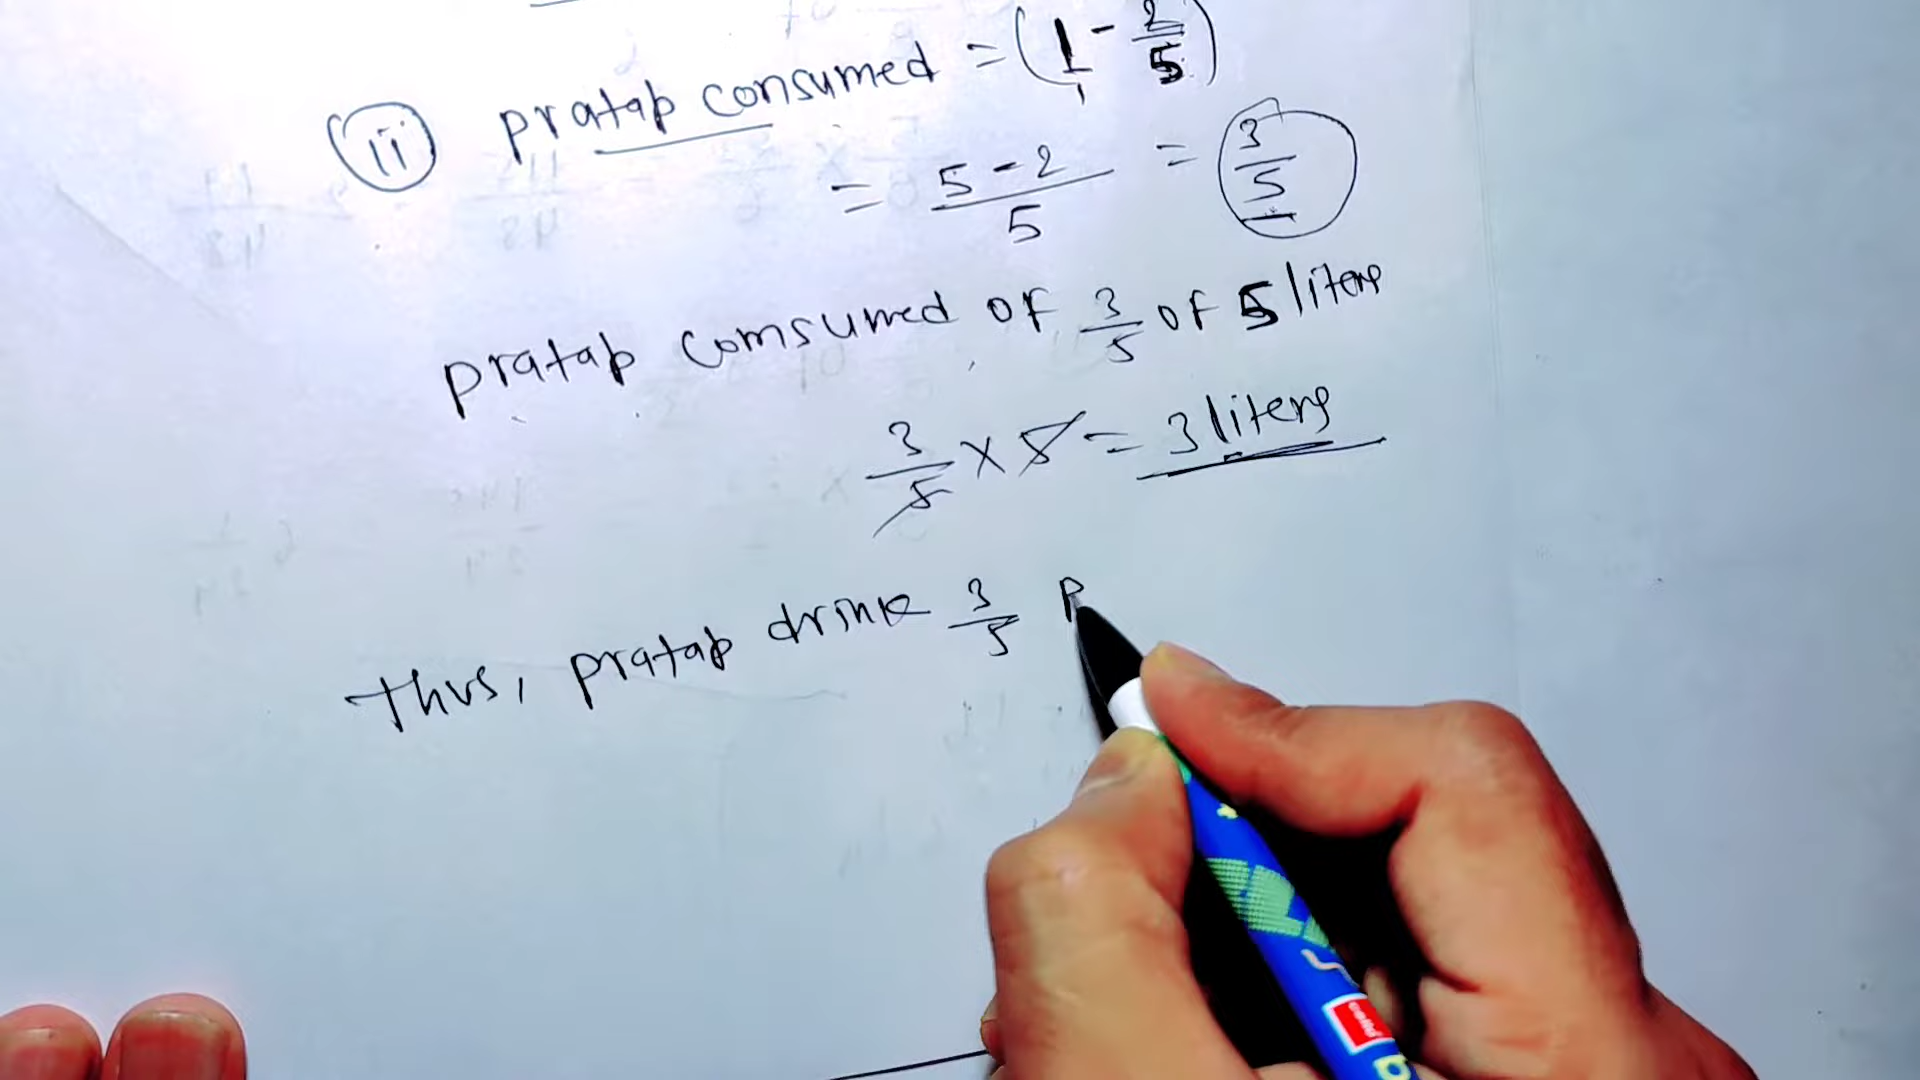 (ii) pratap consumed = (1 - 2/5)
= 5-2/5 = 3/5
pratap comsumed of 3/5 of 5 liters
3/5 × 5 = 3 liters
Thus, pratap drink 3/5 P